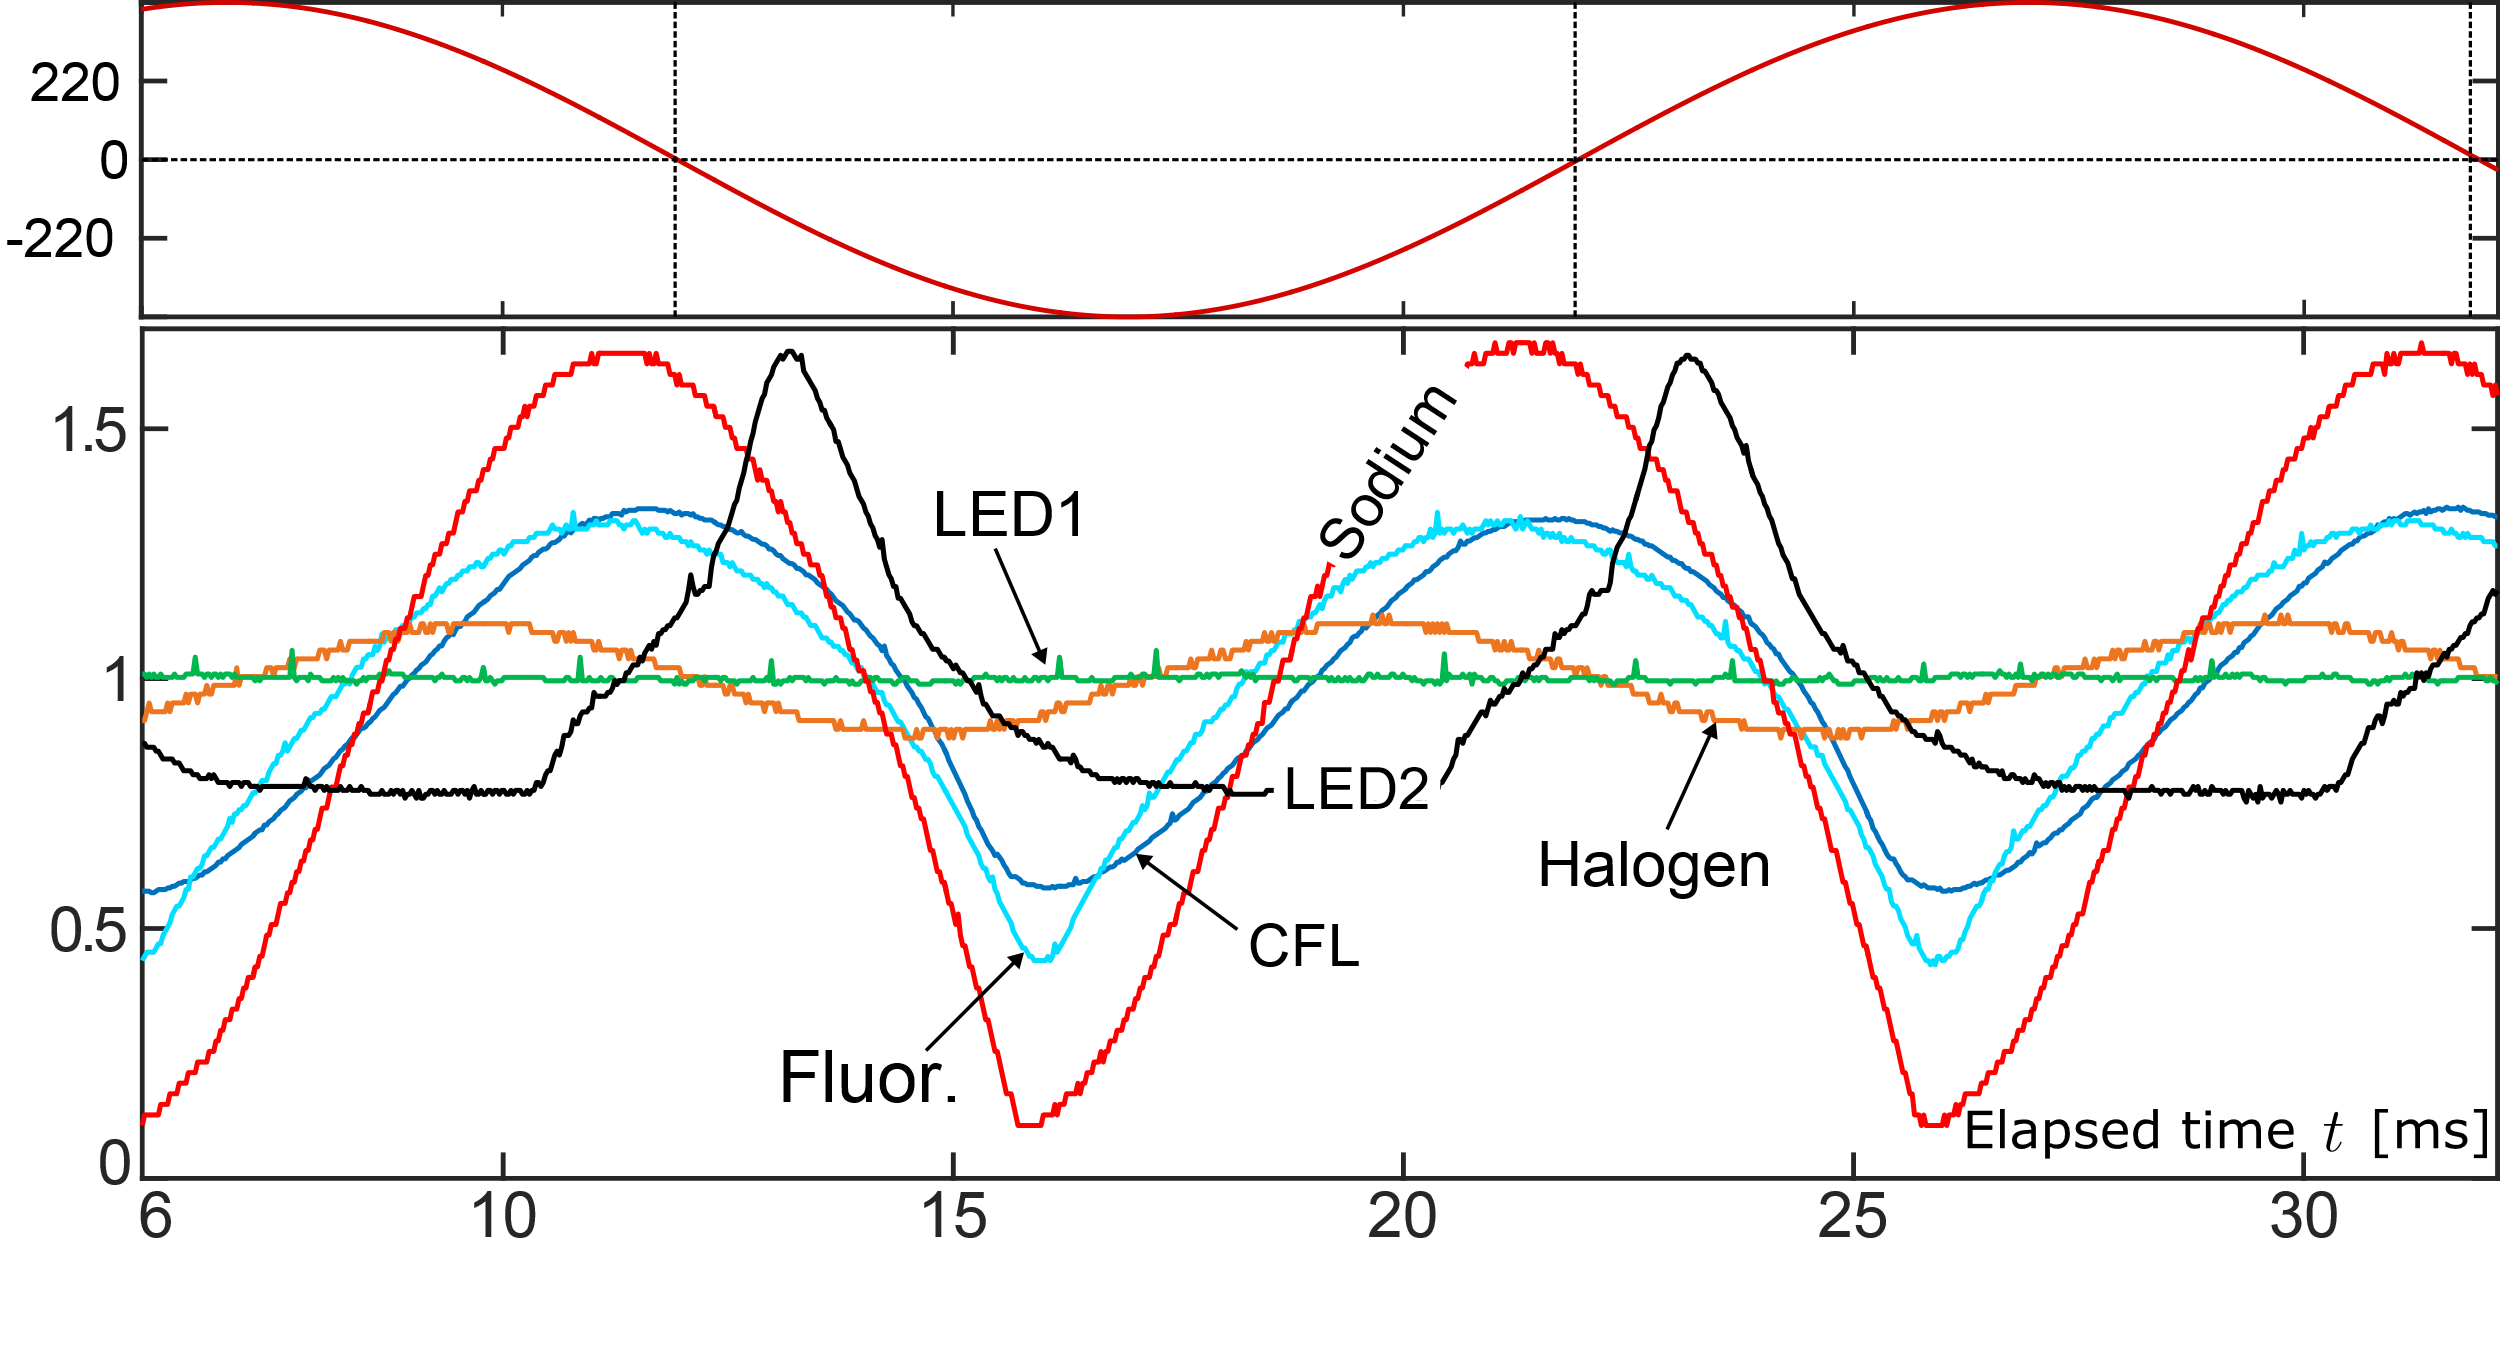 220
0
-220
1.5
1
0.5
0
LED1
Sodium
LED2
Halogen
CFL
Fluor.
Elapsed time t [ms]
6 10 15 20 25 30